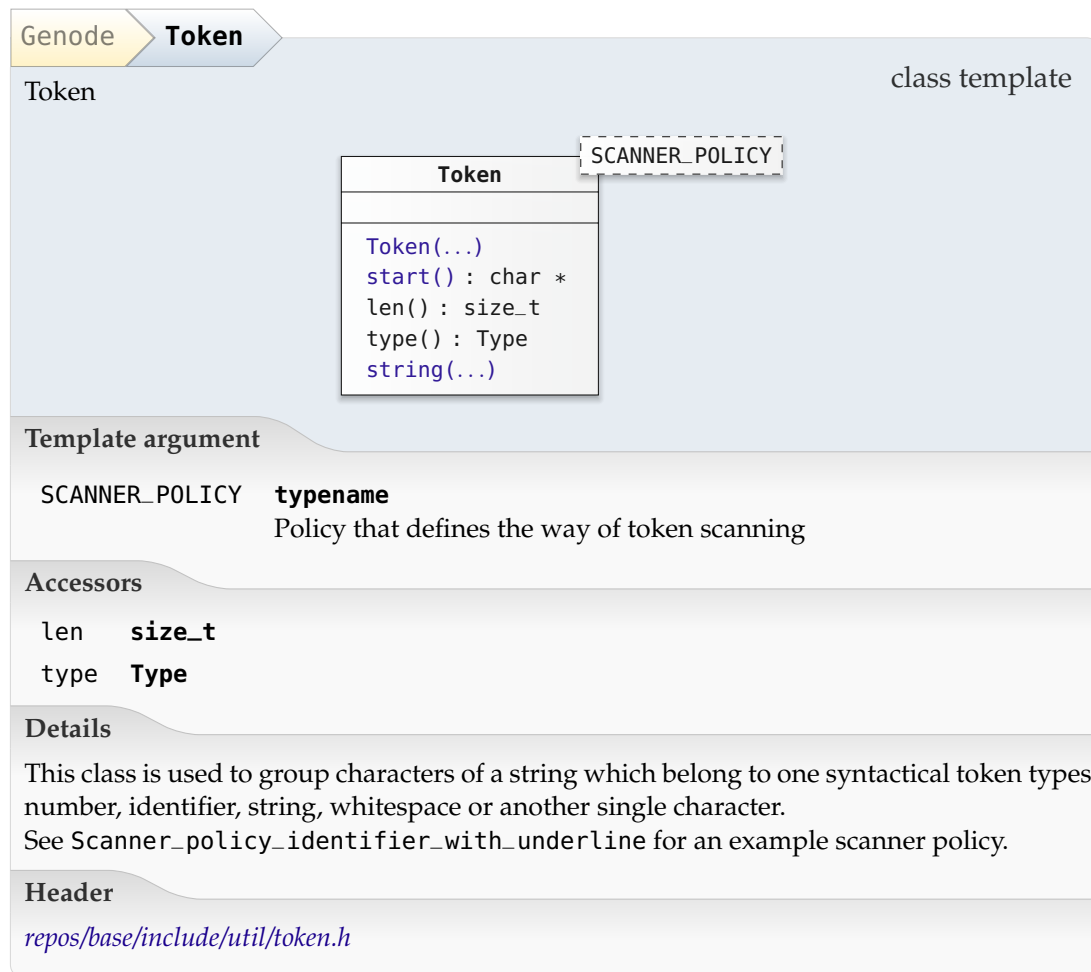 Genode Token
class template
Token
SCANNER_POLICY
Token
Token(...)
start() : char *
len() : size_t
type() : Type
string(...)
Template argument
SCANNER_POLICY typename
Policy that defines the way of token scanning
Accessors
len size_t
type Type
Details
This class is used to group characters of a string which belong to one syntactical token types
number, identifier, string, whitespace or another single character.
See Scanner_policy_identifier_with_underline for an example scanner policy.
Header
repos/base/include/util/token.h